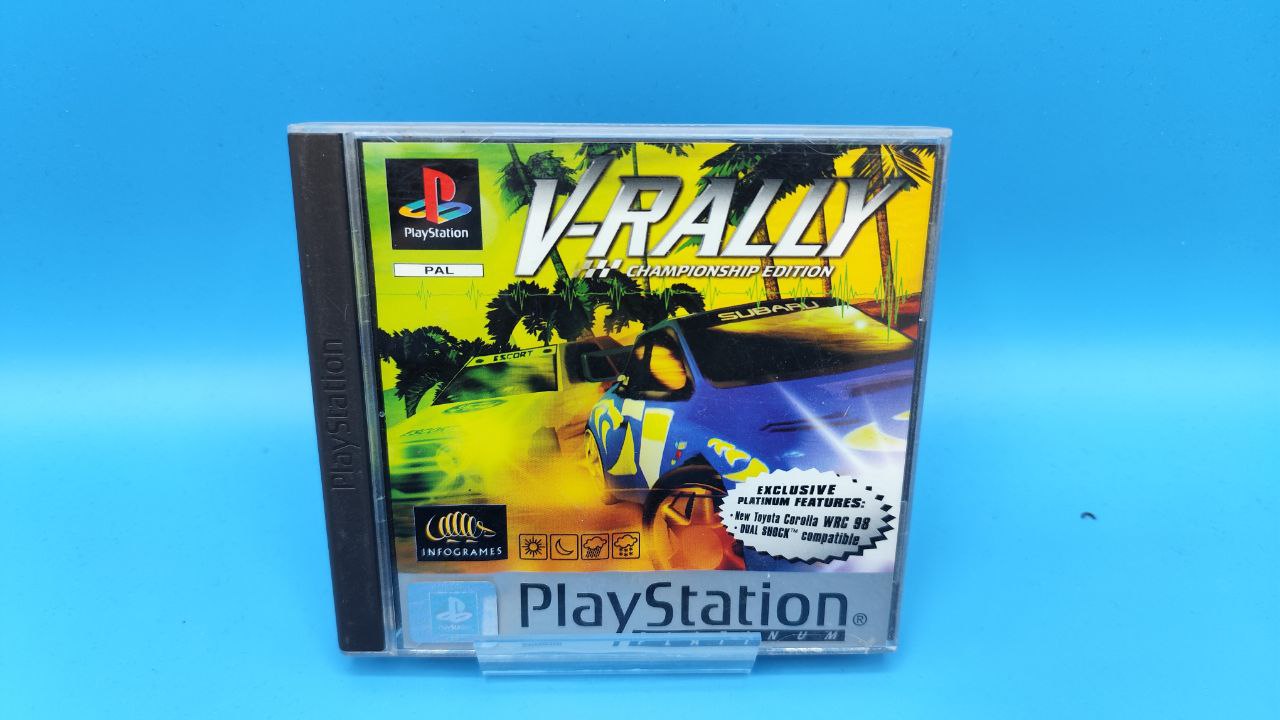 PlayStation
PlayStation
PAL
V-RALLY
CHAMPIONSHIP EDITION
SUBARU
ESCORT
EXCLUSIVE
PLATINUM FEATURES:
• New Toyota Corolla WRC 98
• DUAL SHOCK™ compatible
INFOGRAMES
PlayStation®
PLATINUM